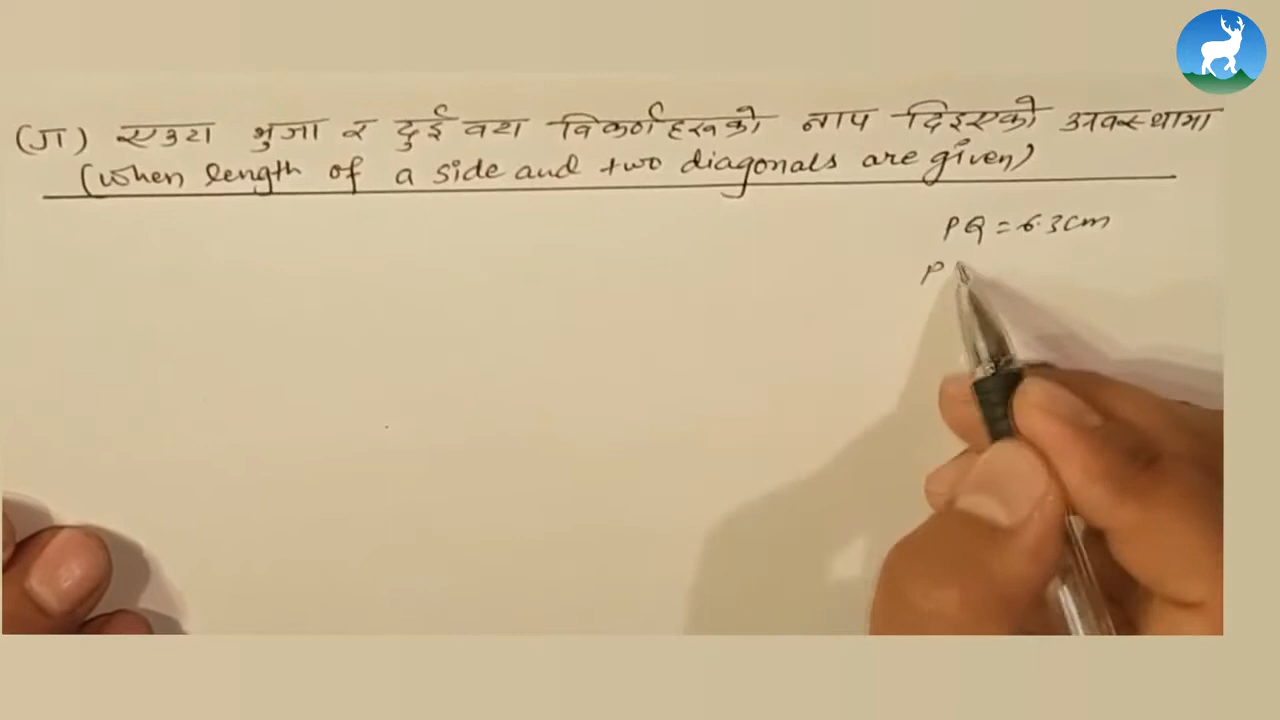 (ग) एउटा भुजा र दुई वटा विकर्णहरूको नाप दिइएको अवस्थामा
(when length of a side and two diagonals are given)
PQ = 6.3cm
P